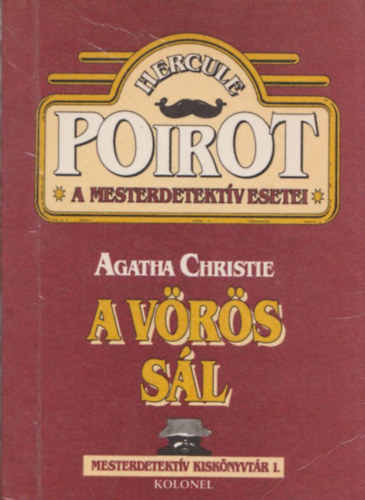 HERCULE
POIROT
A MESTERDETEKTÍV ESETEI
AGATHA CHRISTIE
A VÖRÖS
SÁL
MESTERDETEKTÍV KISKÖNYVTÁR 1.
KOLONEL